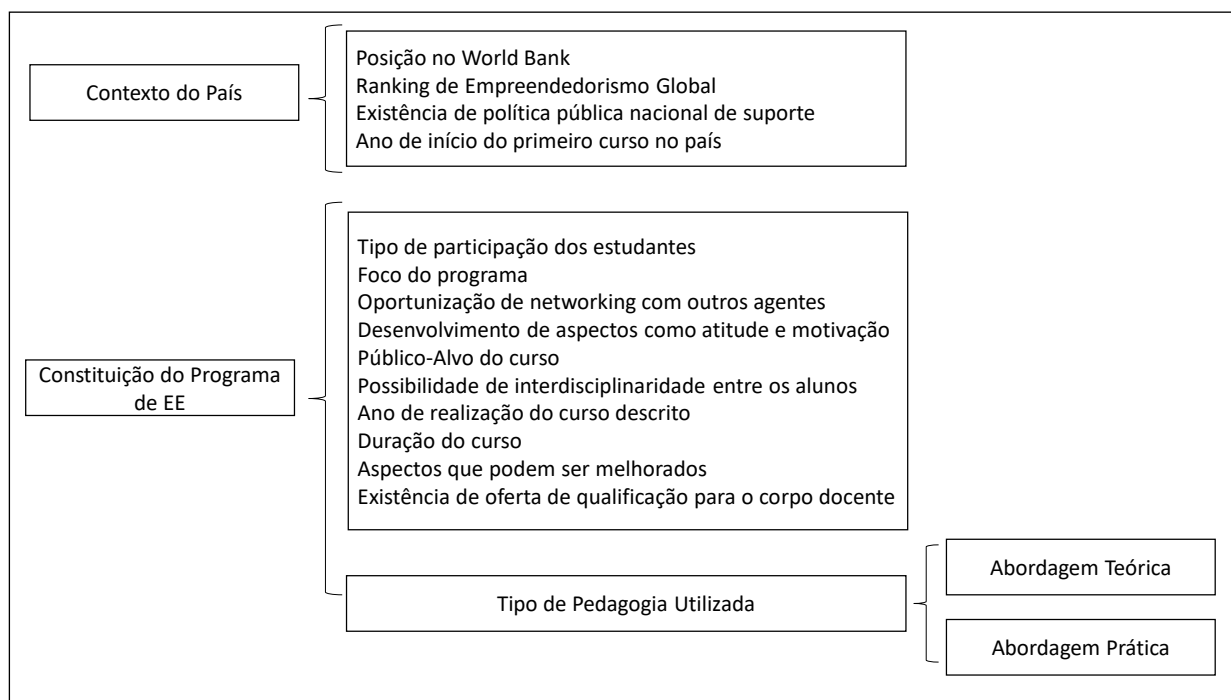 Contexto do País
Posição no World Bank
Ranking de Empreendedorismo Global
Existência de política pública nacional de suporte
Ano de início do primeiro curso no país
Constituição do Programa
de EE
Tipo de participação dos estudantes
Foco do programa
Oportunização de networking com outros agentes
Desenvolvimento de aspectos como atitude e motivação
Público-Alvo do curso
Possibilidade de interdisciplinaridade entre os alunos
Ano de realização do curso descrito
Duração do curso
Aspectos que podem ser melhorados
Existência de oferta de qualificação para o corpo docente
Tipo de Pedagogia Utilizada
Abordagem Teórica
Abordagem Prática